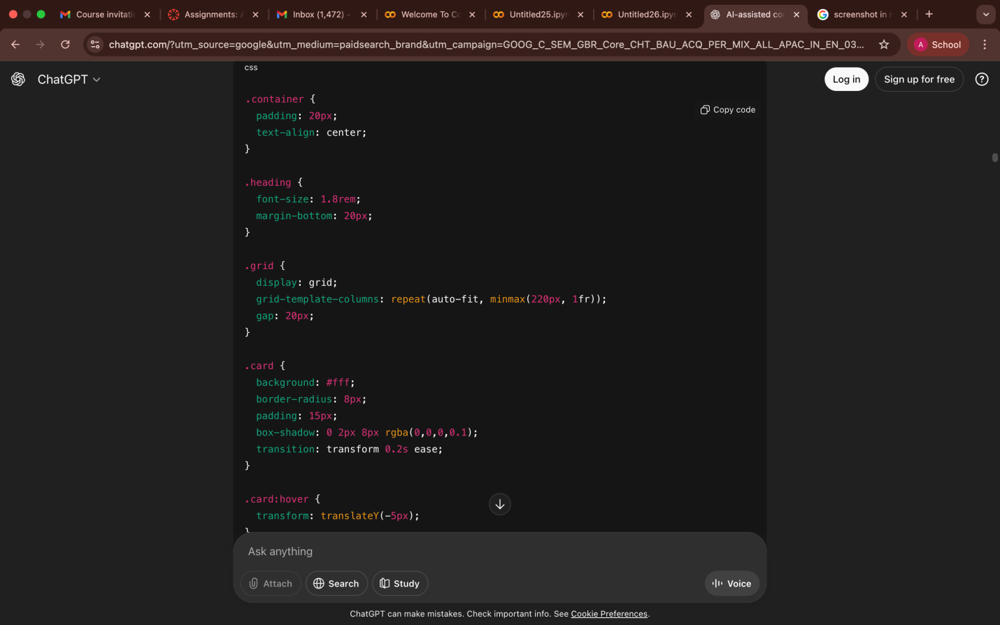 Course invitati
Assignments: A
Inbox (1,472) -
Welcome To Co
Untitled25.ipyn
Untitled26.ipyn
AI-assisted co
screenshot in
chatgpt.com/?utm_source=google&utm_medium=paidsearch_brand&utm_campaign=GOOG_C_SEM_GBR_Core_CHT_BAU_ACQ_PER_MIX_ALL_APAC_IN_EN_03...
A School
ChatGPT
Log in
Sign up for free
?
css
Copy code
.container {
padding: 20px;
text-align: center;
}
.heading {
font-size: 1.8rem;
margin-bottom: 20px;
}
.grid {
display: grid;
grid-template-columns: repeat(auto-fit, minmax(220px, 1fr));
gap: 20px;
}
.card {
background: #fff;
border-radius: 8px;
padding: 15px;
box-shadow: 0 2px 8px rgba(0,0,0,0.1);
transition: transform 0.2s ease;
}
.card:hover {
transform: translateY(-5px);
}
Ask anything
Attach
Search
Study
Voice
ChatGPT can make mistakes. Check important info. See Cookie Preferences.